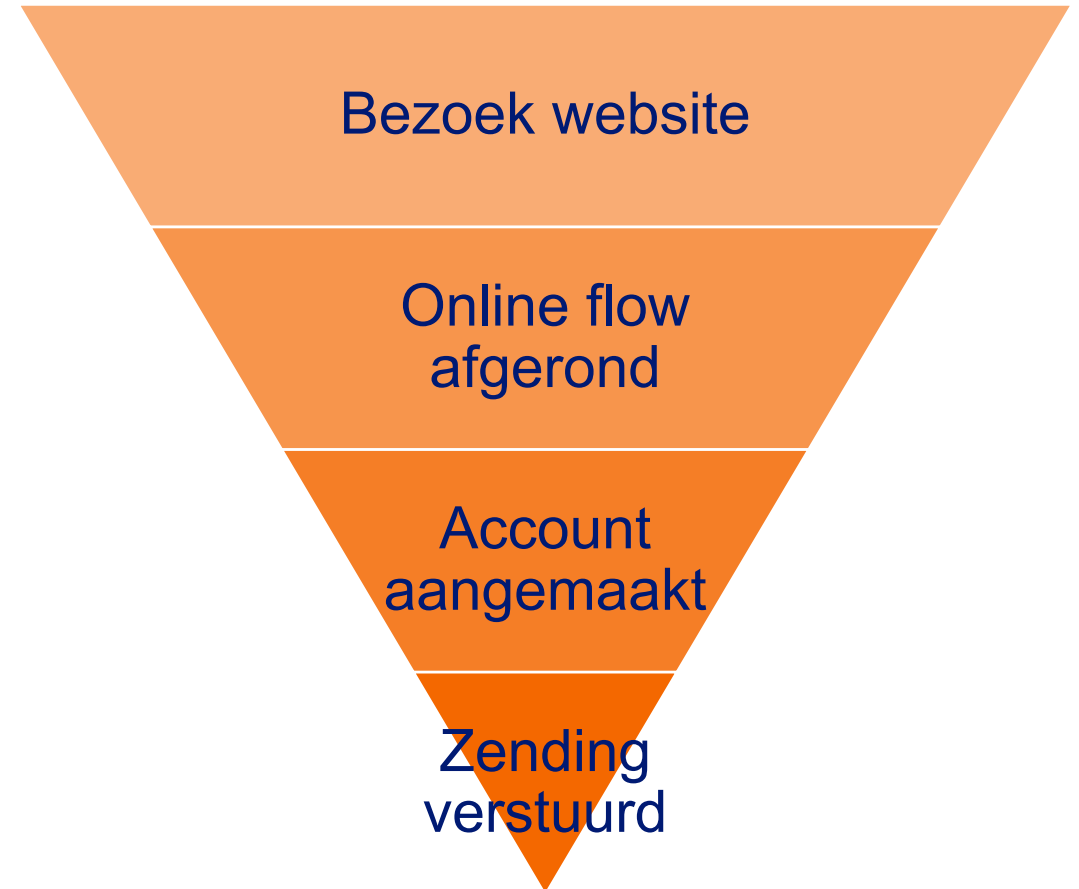 Bezoek website
Online flow
afgerond
Account
aangemaakt
Zending
verstuurd